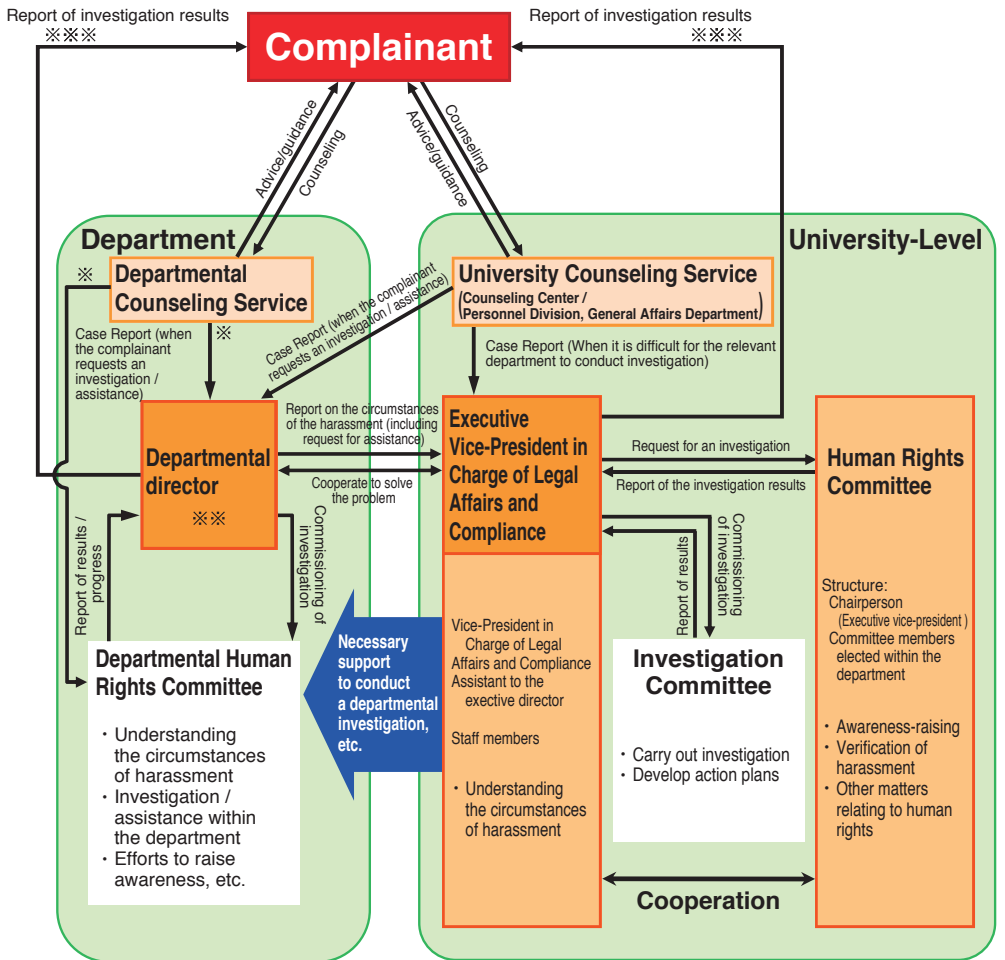 Report of investigation results
※※※
Report of investigation results
※※※
Complainant
Advice/guidance
Counseling
Advice/guidance
Counseling
Department
University-Level
※
Departmental
Counseling Service
University Counseling Service
(Counseling Center /
Personnel Division, General Affairs Department)
Case Report (when
the complainant
requests an
investigation /
assistance)
※
Case Report (when the complainant
requests an investigation / assistance)
Case Report (When it is difficult for the relevant
department to conduct investigation)
Departmental
director
※※
Report on the circumstances
of the harassment (including
request for assistance)
Cooperate to solve
the problem
Executive
Vice-President in
Charge of Legal
Affairs and
Compliance
Request for an investigation
Report of the investigation results
Human Rights
Committee
Report of results /
progress
Commissioning of
investigation
Report of results
Commissioning
of investigation
Departmental Human
Rights Committee
・Understanding
the circumstances
of harassment
・Investigation /
assistance within
the department
・Efforts to raise
awareness, etc.
Necessary
support
to conduct
a departmental
investigation,
etc.
Vice-President in
Charge of Legal
Affairs and Compliance
Assistant to the
exective director
Staff members
・Understanding
the circumstances
of harassment
Investigation
Committee
・Carry out investigation
・Develop action plans
Structure:
Chairperson
(Executive vice-president)
Committee members
elected within the
department
・Awareness-raising
・Verification of
harassment
・Other matters
relating to human
rights
Cooperation